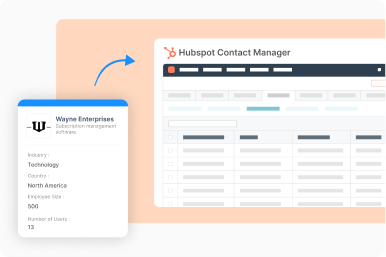 Hubspot Contact Manager
Wayne Enterprises
Subscription management
software
Industry :
Technology
Country :
North America
Employee Size :
500
Number of Users :
13